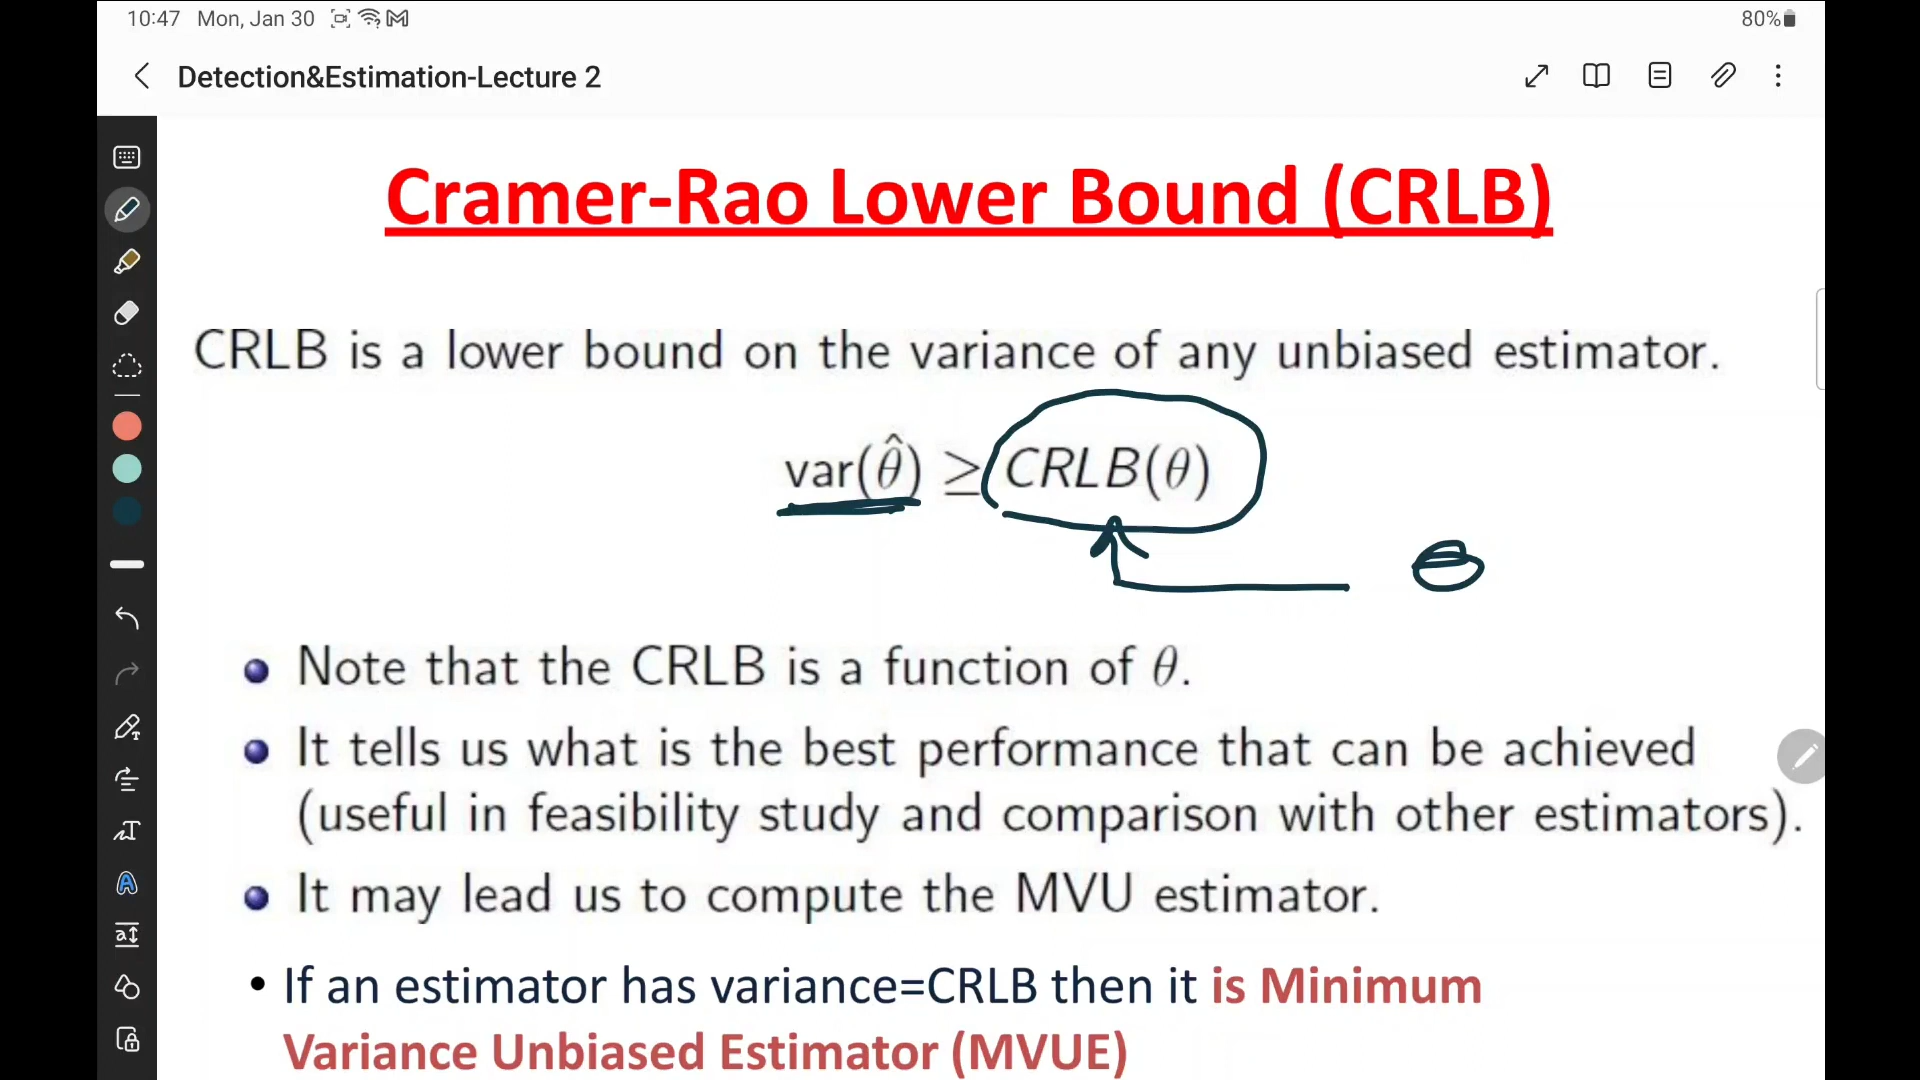 10:47 Mon, Jan 30
80%
Detection&Estimation-Lecture 2
Cramer-Rao Lower Bound (CRLB)
CRLB is a lower bound on the variance of any unbiased estimator.
var(θ̂) ≥ CRLB(θ)
θ
• Note that the CRLB is a function of θ.
• It tells us what is the best performance that can be achieved
(useful in feasibility study and comparison with other estimators).
• It may lead us to compute the MVU estimator.
• If an estimator has variance=CRLB then it is Minimum
Variance Unbiased Estimator (MVUE)